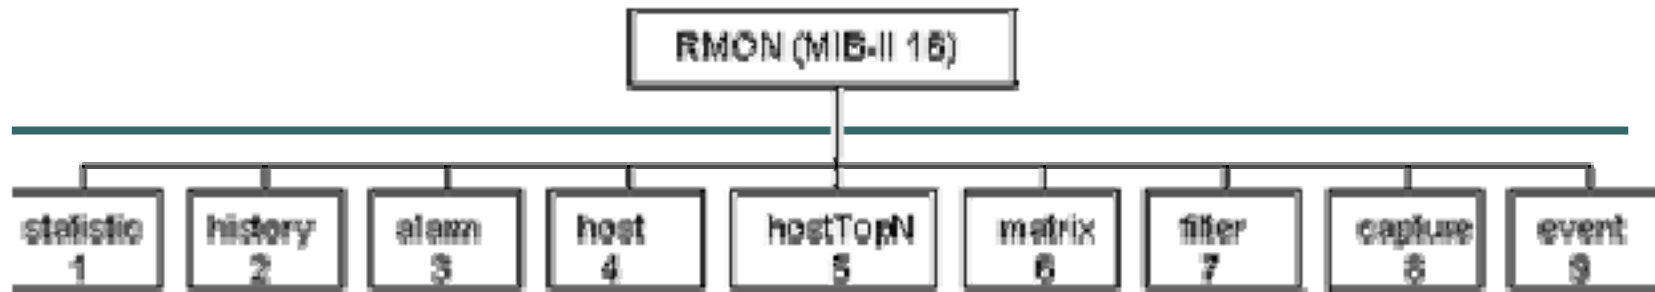 RMON (MIB-II 16)
statistic
1
history
2
alarm
3
host
4
hostTopN
5
matrix
6
filter
7
capture
8
event
9